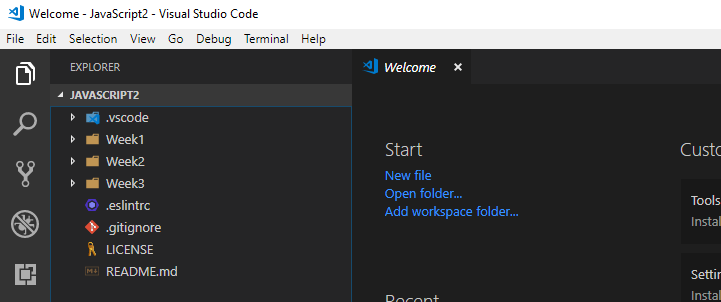 Welcome - JavaScript2 - Visual Studio Code
File Edit Selection View Go Debug Terminal Help
EXPLORER
JAVASCRIPT2
.vscode
Week1
Week2
Week3
.eslintrc
.gitignore
LICENSE
README.md
Welcome
Start
New file
Open folder...
Add workspace folder...
Recent
Custo
Tools
Instal
Settin
Instal